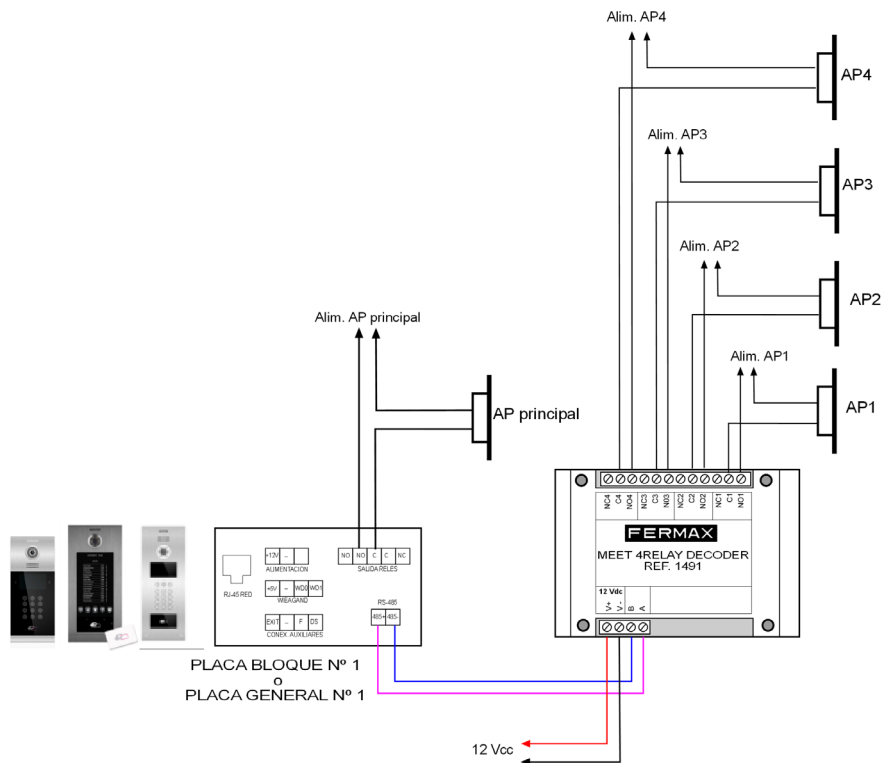 Alim. AP4
AP4
Alim. AP3
AP3
Alim. AP2
AP2
Alim. AP principal
Alim. AP1
AP principal
AP1
NC4 C4 NO4 NC3 C3 N03 NC2 C2 NO2 NC1 C1 NO1
FERMAX
MEET 4RELAY DECODER
REF. 1491
12 Vdc
V+ V - B A
+12V –
ALIMENTACION
NO NO C C NC
SALIDA RELES
RJ-45 RED
+5V – WD0 WD1
WIEAGAND
RS-485
485+ 485-
EXIT – F DS
CONEX AUXILIARES
PLACA BLOQUE Nº 1
o
PLACA GENERAL Nº 1
12 Vcc